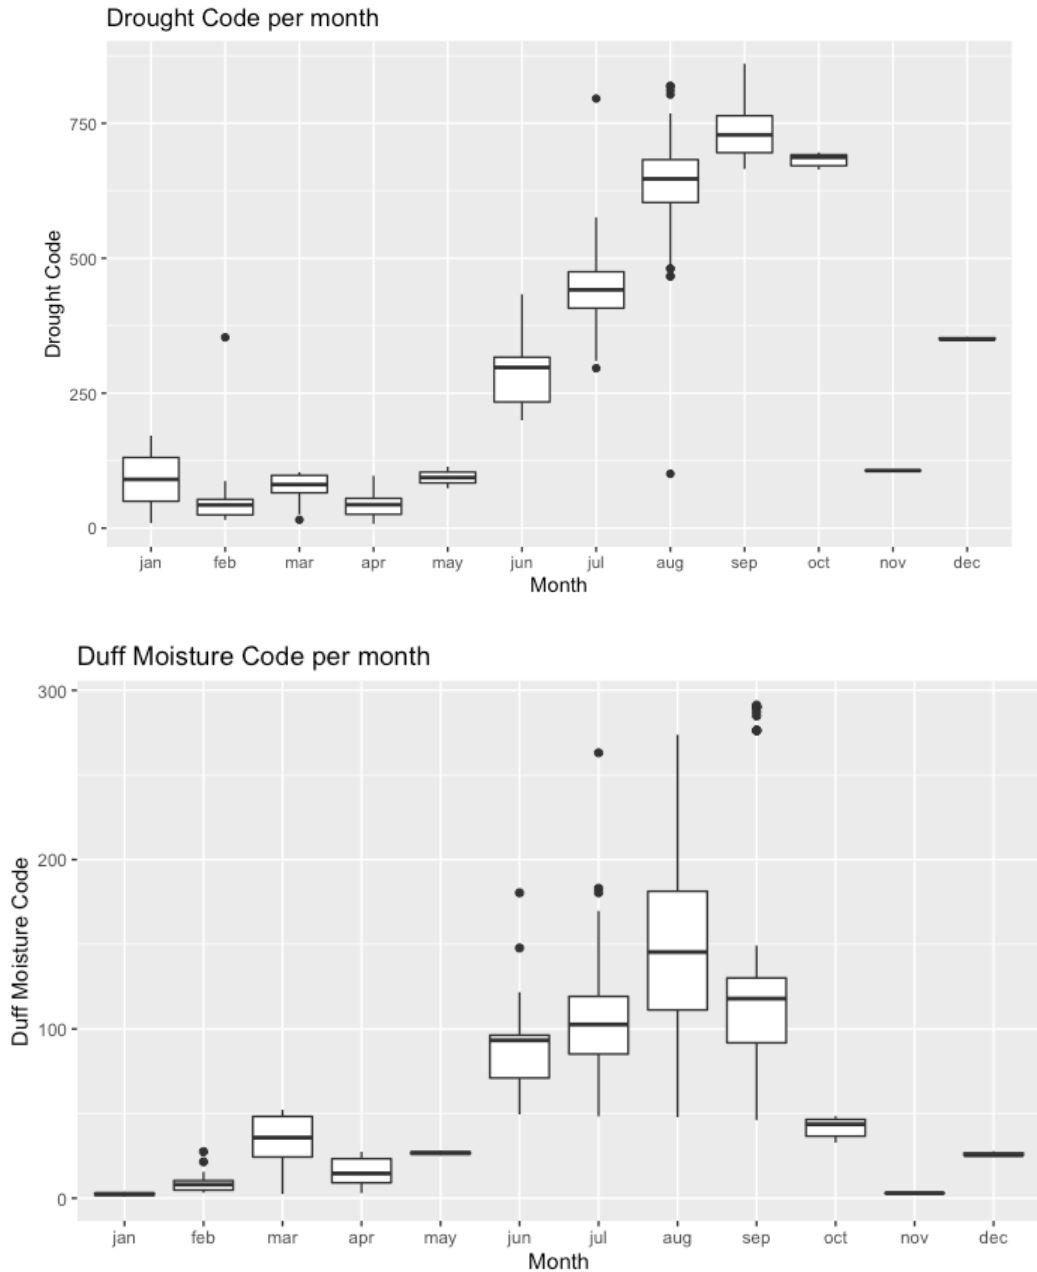 Drought Code per month
Drought Code
750
500
250
0
jan feb mar apr may jun jul aug sep oct nov dec
Month
Duff Moisture Code per month
Duff Moisture Code
300
200
100
0
jan feb mar apr may jun jul aug sep oct nov dec
Month